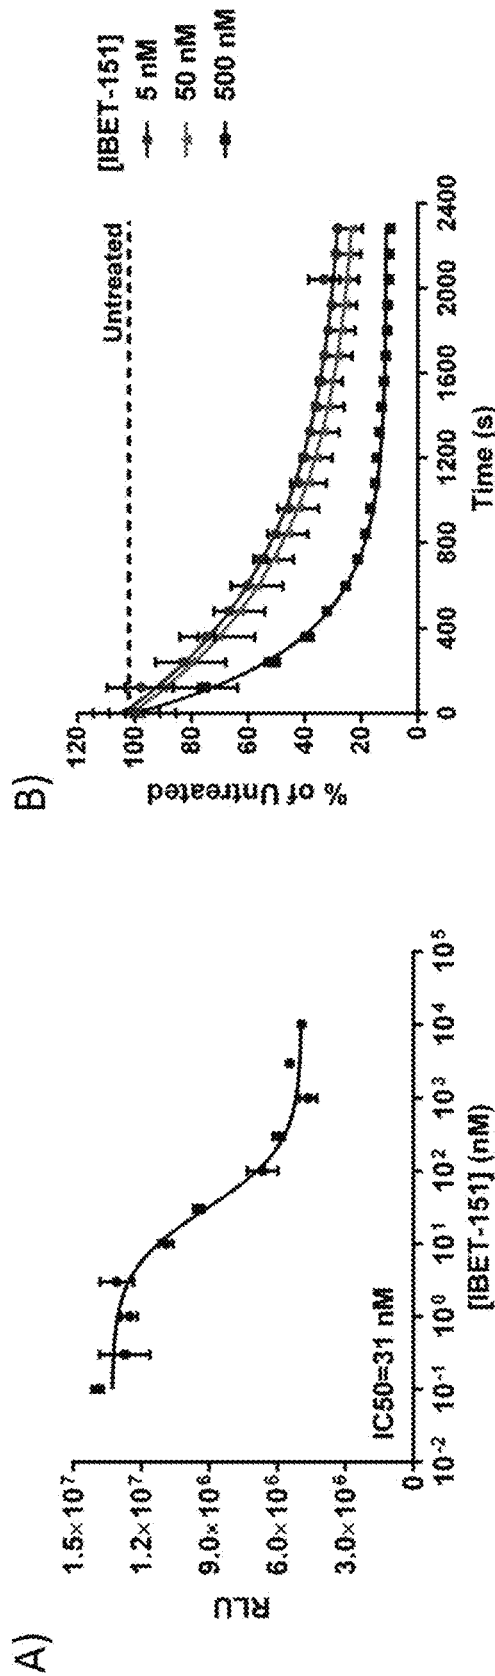 A)
RLU
1.5×10⁷
1.2×10⁷
9.0×10⁶
6.0×10⁶
3.0×10⁶
0
IC50=31 nM
10⁻² 10⁻¹ 10⁰ 10¹ 10² 10³ 10⁴ 10⁵
[IBET-151] (nM)
B)
% of Untreated
120
100
80
60
40
20
0
Untreated
[IBET-151]
5 nM
50 nM
500 nM
0 400 800 1200 1600 2000 2400
Time (s)